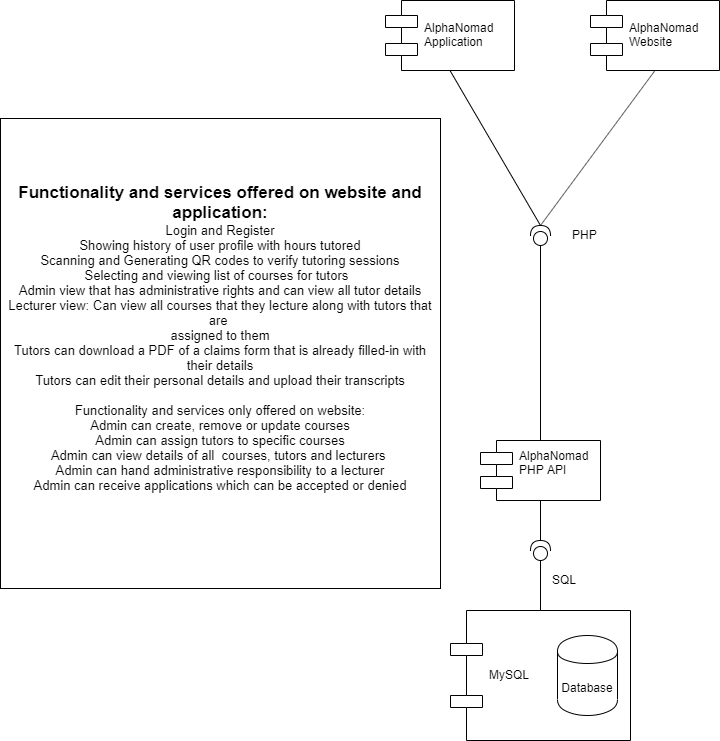 AlphaNomad
Application
AlphaNomad
Website
Functionality and services offered on website and
application:
Login and Register
Showing history of user profile with hours tutored
Scanning and Generating QR codes to verify tutoring sessions
Selecting and viewing list of courses for tutors
Admin view that has administrative rights and can view all tutor details
Lecturer view: Can view all courses that they lecture along with tutors that
are
assigned to them
Tutors can download a PDF of a claims form that is already filled-in with
their details
Tutors can edit their personal details and upload their transcripts
Functionality and services only offered on website:
Admin can create, remove or update courses
Admin can assign tutors to specific courses
Admin can view details of all  courses, tutors and lecturers
Admin can hand administrative responsibility to a lecturer
Admin can receive applications which can be accepted or denied
PHP
AlphaNomad
PHP API
SQL
MySQL
Database